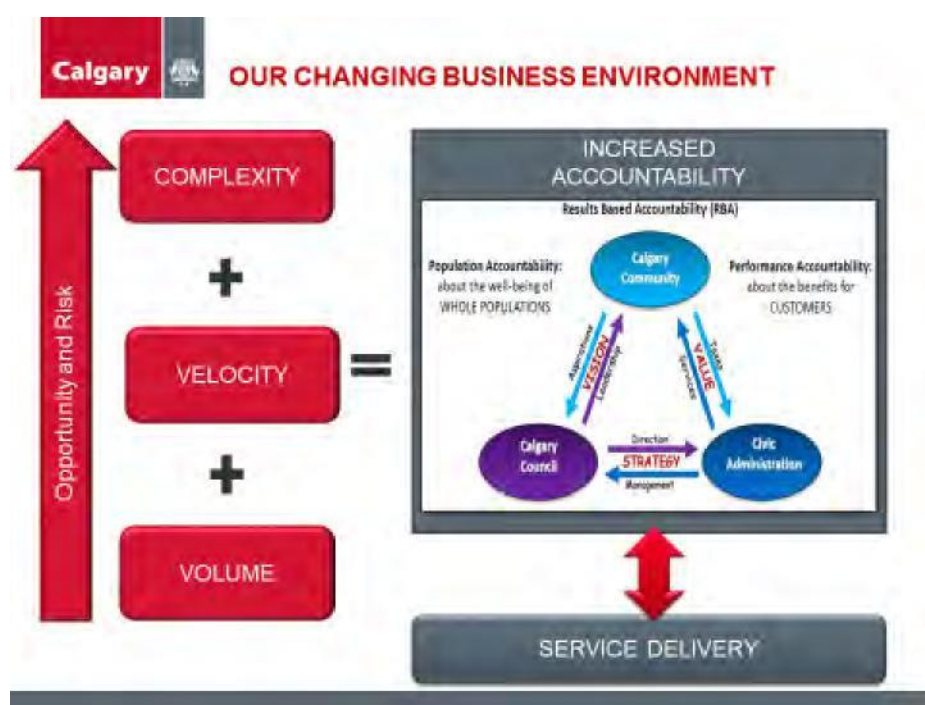 Calgary
OUR CHANGING BUSINESS ENVIRONMENT
Opportunity and Risk
COMPLEXITY
+
VELOCITY
+
VOLUME
=
INCREASED
ACCOUNTABILITY
Results Based Accountability (RBA)
Population Accountability:
about the well-being of
WHOLE POPULATIONS
Calgary
Community
Performance Accountability:
about the benefits for
CUSTOMERS
Aspirations
VISION
Leadership
Taxes
VALUE
Services
Calgary
Council
Direction
STRATEGY
Management
Civic
Administration
SERVICE DELIVERY